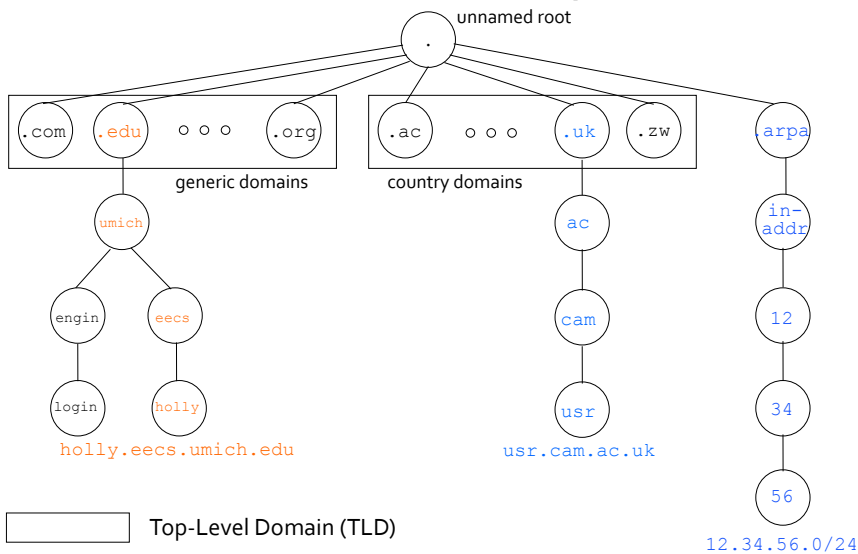 unnamed root
.
.com .edu .org .ac .uk .zw .arpa
generic domains country domains
umich ac in-
addr
engin eecs cam 12
login holly usr 34
holly.eecs.umich.edu usr.cam.ac.uk
56
Top-Level Domain (TLD)
12.34.56.0/24